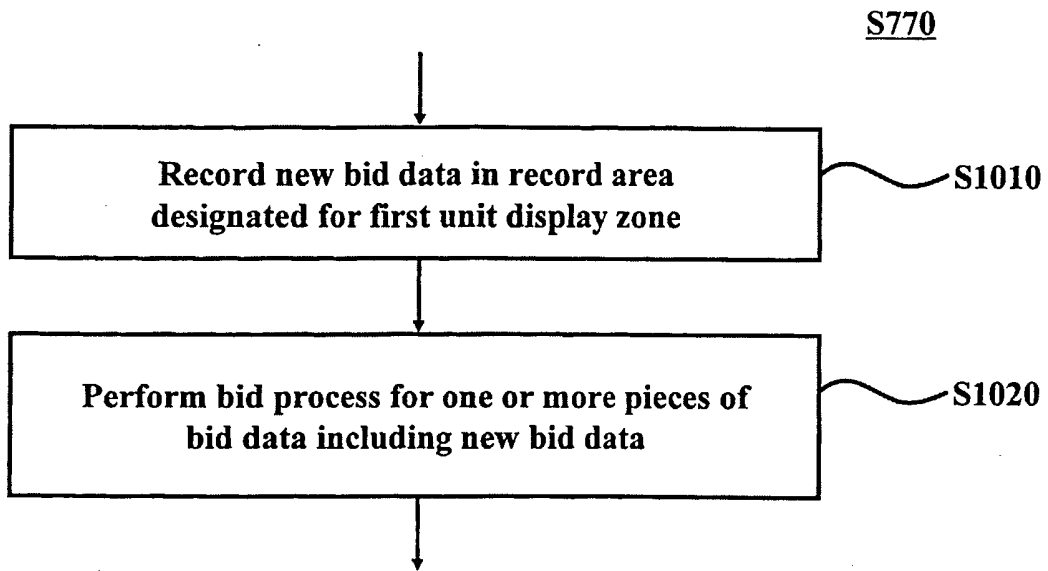 S770
Record new bid data in record area
designated for first unit display zone
S1010
Perform bid process for one or more pieces of
bid data including new bid data
S1020